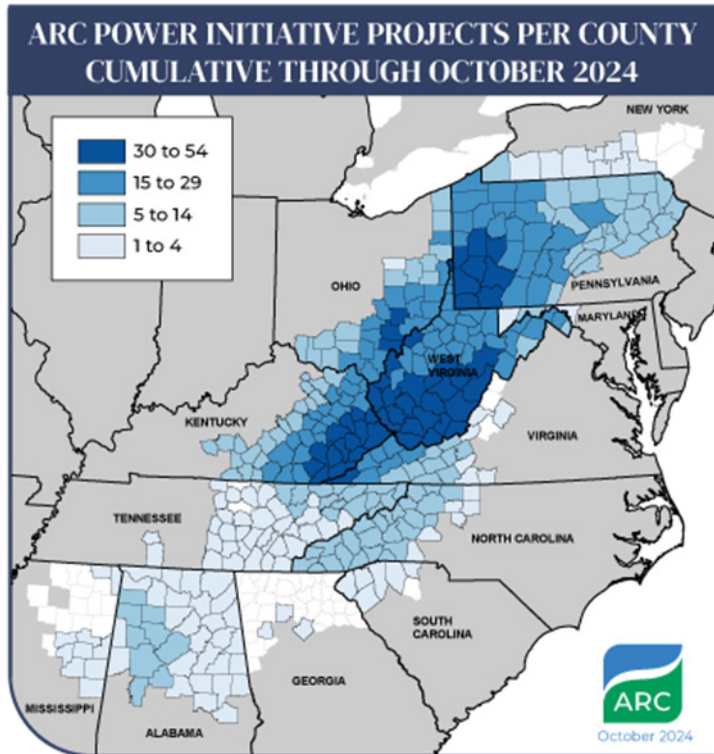 ARC POWER INITIATIVE PROJECTS PER COUNTY
CUMULATIVE THROUGH OCTOBER 2024
NEW YORK
30 to 54
15 to 29
5 to 14
1 to 4
OHIO
PENNSYLVANIA
MARYLAND
WEST
VIRGINIA
KENTUCKY
VIRGINIA
TENNESSEE
NORTH CAROLINA
SOUTH
CAROLINA
GEORGIA
MISSISSIPPI
ALABAMA
ARC
October 2024